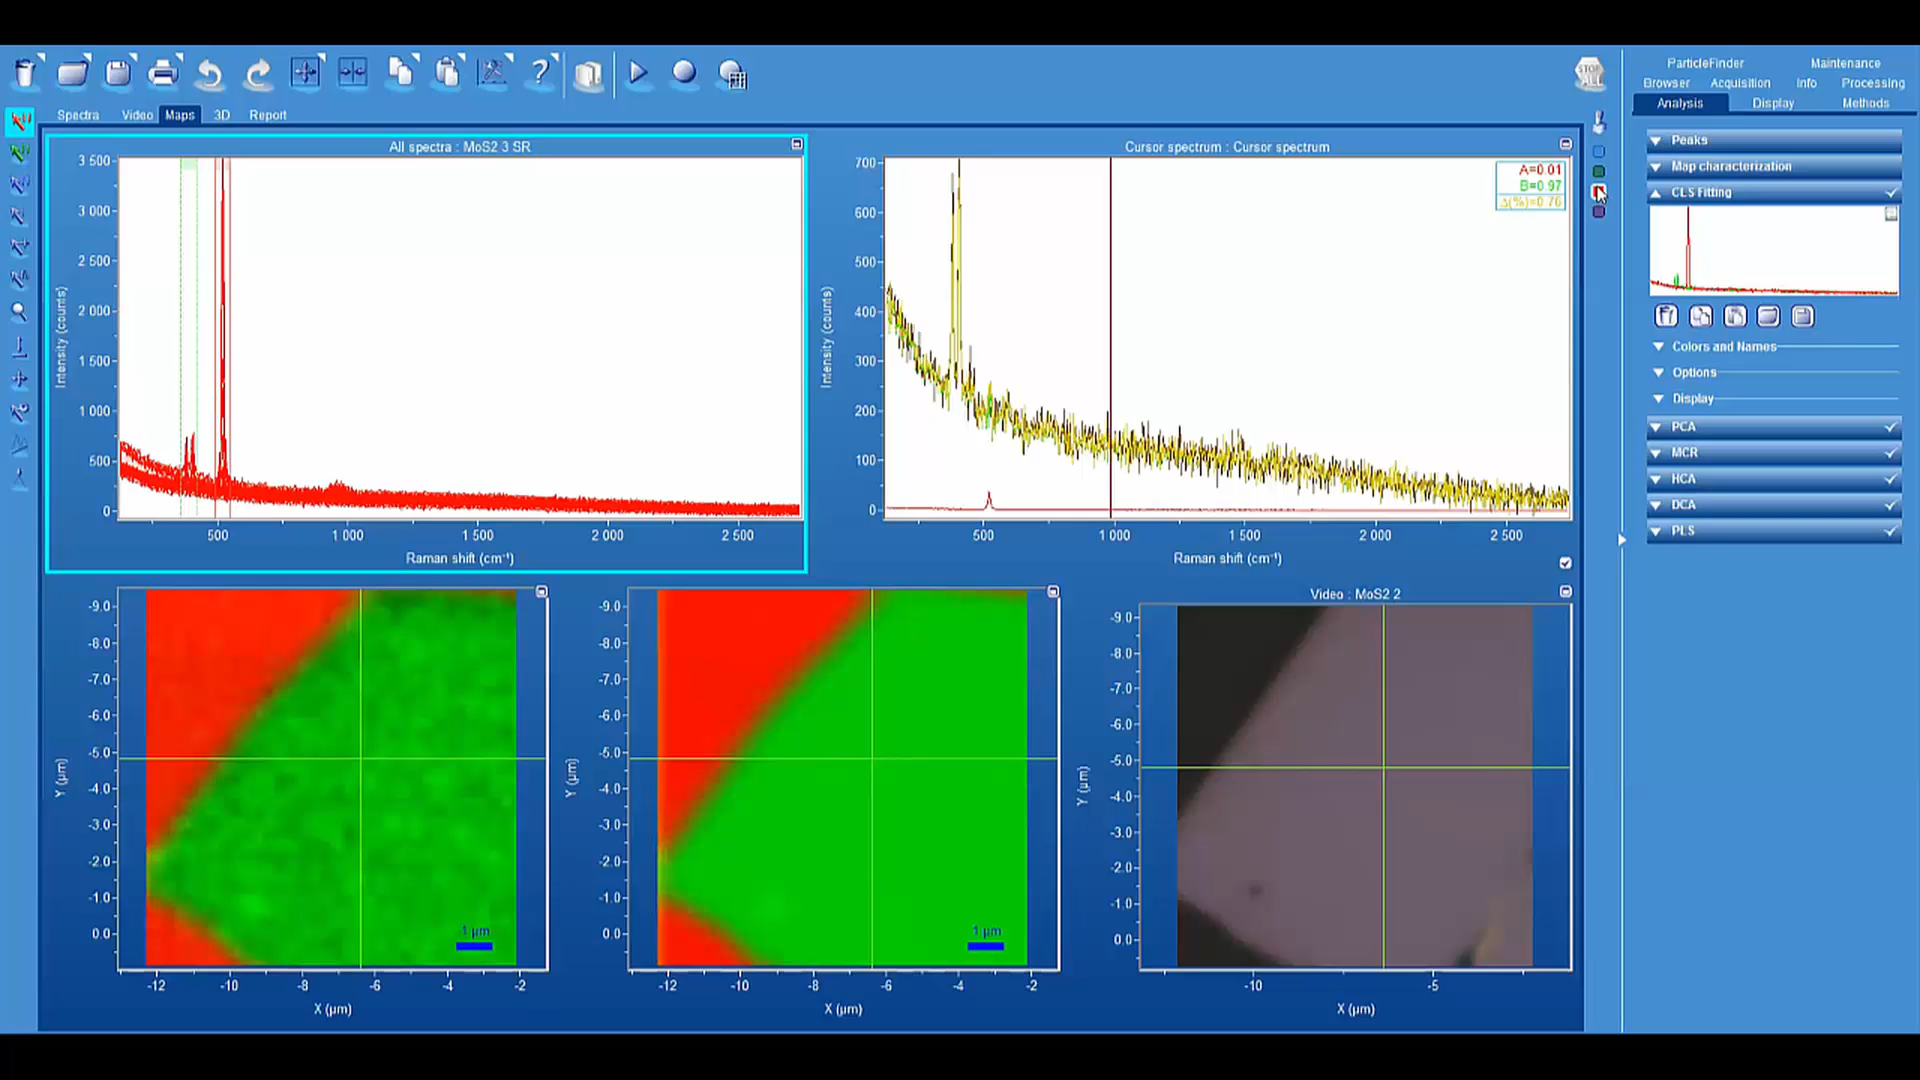 STOP
ALL
ParticleFinder Maintenance
Browser Acquisition Info Processing
Analysis Display Methods
Spectra Video Maps 3D Report
All spectra : MoS2 3 SR
3 500
3 000
2 500
2 000
1 500
1 000
500
0
Intensity (counts)
500 1 000 1 500 2 000 2 500
Raman shift (cm⁻¹)
Cursor spectrum : Cursor spectrum
A=0.01
B=0.97
Δ(%)=0.76
700
600
500
400
300
200
100
0
Intensity (counts)
500 1 000 1 500 2 000 2 500
Raman shift (cm⁻¹)
Peaks
Map characterization
CLS Fitting
Colors and Names
Options
Display
PCA
MCR
HCA
DCA
PLS
-9.0
-8.0
-7.0
-6.0
-5.0
-4.0
-3.0
-2.0
-1.0
0.0
Y (µm)
1 µm
-12 -10 -8 -6 -4 -2
X (µm)
-9.0
-8.0
-7.0
-6.0
-5.0
-4.0
-3.0
-2.0
-1.0
0.0
Y (µm)
1 µm
-12 -10 -8 -6 -4 -2
X (µm)
Video : MoS2 2
-9.0
-8.0
-7.0
-6.0
-5.0
-4.0
-3.0
-2.0
-1.0
0.0
Y (µm)
-10 -5
X (µm)